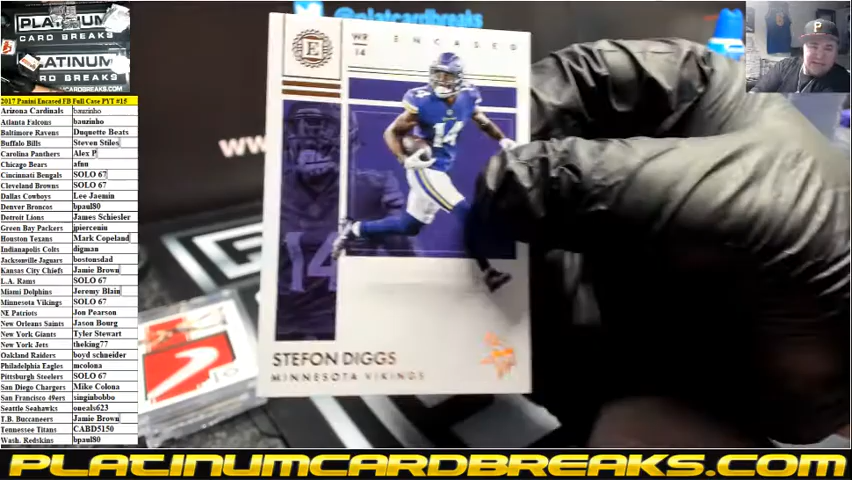 PLATINUM
CARD BREAKS
PLATINUM
CARD BREAKS
@platcardbreaks
P
2017 Panini Encased FB Full Case PYT #15
Arizona Cardinals bauzinho
Atlanta Falcons bauzinho
Baltimore Ravens Duquette Beats
Buffalo Bills Steven Stiles
Carolina Panthers Alex P
Chicago Bears afnu
Cincinnati Bengals SOLO 67
Cleveland Browns SOLO 67
Dallas Cowboys Lee Jaemin
Denver Broncos bpaul80
Detroit Lions James Schiesler
Green Bay Packers jpierceniu
Houston Texans Mark Copeland
Indianapolis Colts digman
Jacksonville Jaguars bostonsdad
Kansas City Chiefs Jamie Brown
L.A. Rams SOLO 67
Miami Dolphins Jeremy Blain
Minnesota Vikings SOLO 67
NE Patriots Jon Pearson
New Orleans Saints Jason Bourg
New York Giants Tyler Stewart
New York Jets theking77
Oakland Raiders boyd schneider
Philadelphia Eagles mcolona
Pittsburgh Steelers SOLO 67
San Diego Chargers Mike Colona
San Francisco 49ers singinbobbo
Seattle Seahawks oneals623
T.B. Buccaneers Jamie Brown
Tennessee Titans CABD5150
Wash. Redskins bpaul80
E
WR
14
ENCASED
14
14
STEFON DIGGS
MINNESOTA VIKINGS
www
PLATINUMCARDBREAKS.COM